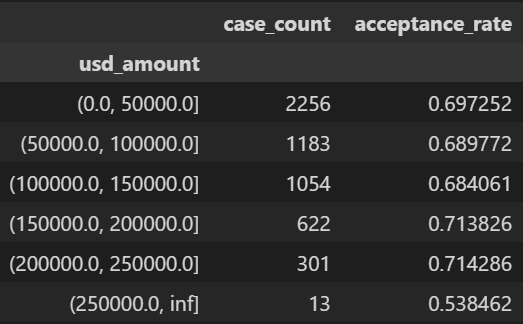 case_count acceptance_rate
usd_amount
(0.0, 50000.0] 2256 0.697252
(50000.0, 100000.0] 1183 0.689772
(100000.0, 150000.0] 1054 0.684061
(150000.0, 200000.0] 622 0.713826
(200000.0, 250000.0] 301 0.714286
(250000.0, inf] 13 0.538462